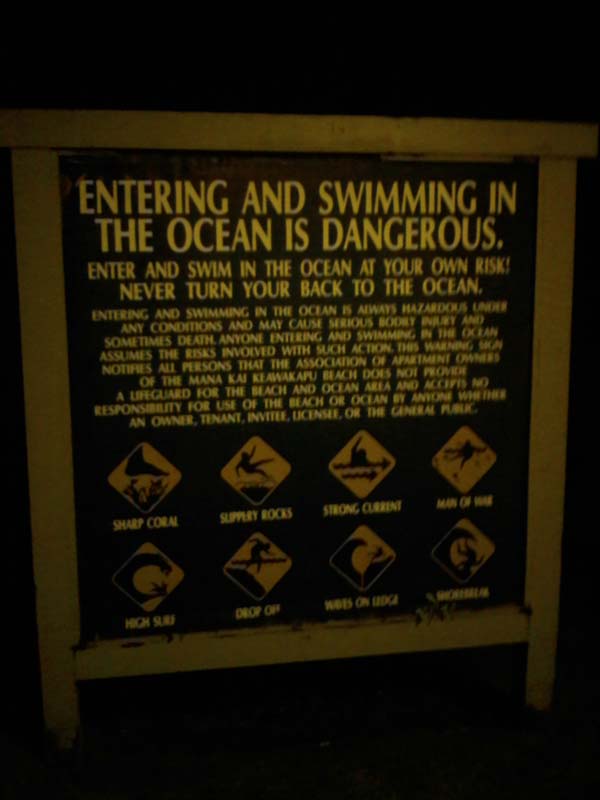 ENTERING AND SWIMMING IN
THE OCEAN IS DANGEROUS.
ENTER AND SWIM IN THE OCEAN AT YOUR OWN RISK!
NEVER TURN YOUR BACK TO THE OCEAN.
ENTERING AND SWIMMING IN THE OCEAN IS ALWAYS HAZARDOUS UNDER
ANY CONDITIONS AND MAY CAUSE SERIOUS BODILY INJURY AND
SOMETIMES DEATH. ANYONE ENTERING AND SWIMMING IN THE OCEAN
ASSUMES THE RISKS INVOLVED WITH SUCH ACTION. THIS WARNING SIGN
NOTIFIES ALL PERSONS THAT THE ASSOCIATION OF APARTMENT OWNERS
OF THE MANA KAI KEAWAKAPU BEACH DOES NOT PROVIDE
A LIFEGUARD FOR THE BEACH AND OCEAN AREA AND ACCEPTS NO
RESPONSIBILITY FOR USE OF THE BEACH OR OCEAN BY ANYONE WHETHER
AN OWNER, TENANT, INVITEE, LICENSEE, OR THE GENERAL PUBLIC.
SHARP CORAL SLIPPERY ROCKS STRONG CURRENT MAN OF WAR
HIGH SURF DROP OFF WAVES ON LEDGE SHOREBREAK